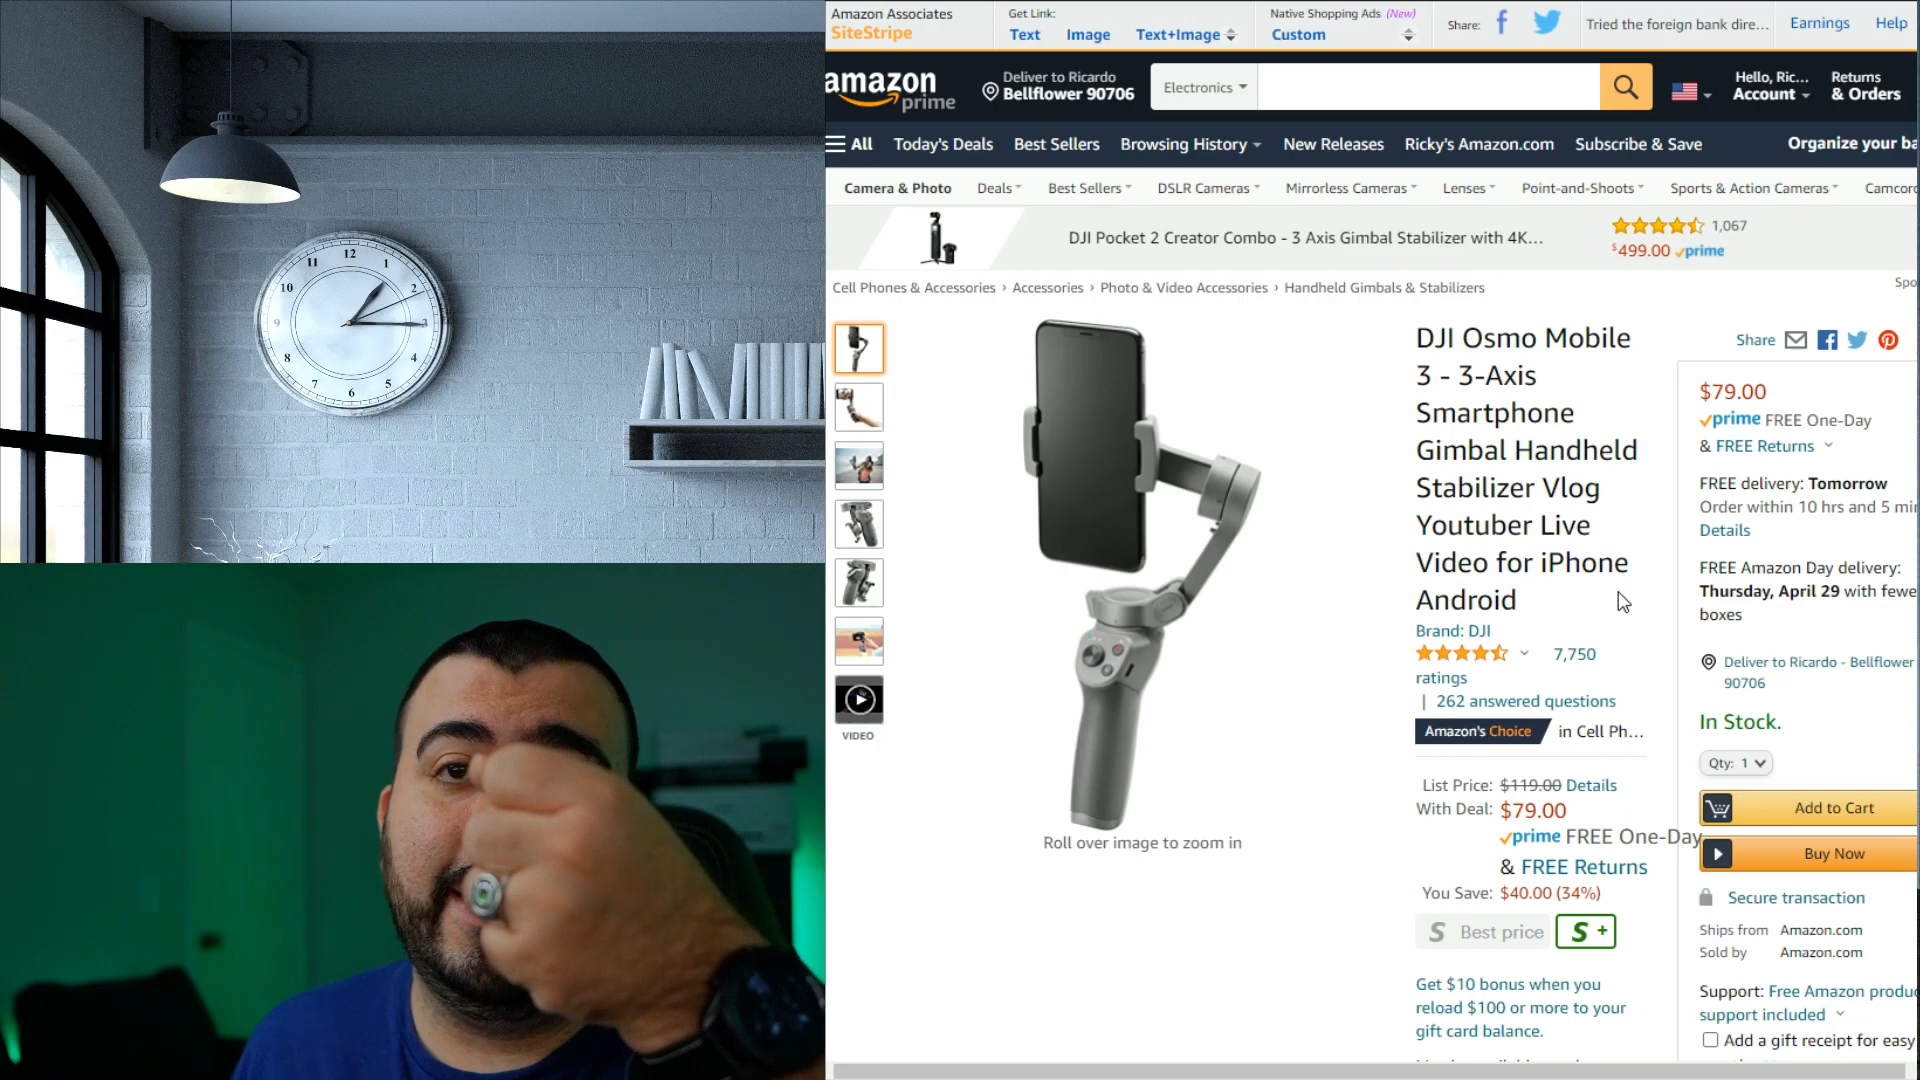 12
1
2
3
4
5
6
7
8
9
10
11
Amazon Associates
SiteStripe
Get Link:
Text Image Text+Image
Native Shopping Ads (New)
Custom
Share:
Tried the foreign bank dire...
Earnings Help
amazon
prime
Deliver to Ricardo
Bellflower 90706
Electronics
Hello, Ric...
Account
Returns
& Orders
All Today's Deals Best Sellers Browsing History New Releases Ricky's Amazon.com Subscribe & Save Organize your ba
Camera & Photo Deals Best Sellers DSLR Cameras Mirrorless Cameras Lenses Point-and-Shoots Sports & Action Cameras Camcorc
DJI Pocket 2 Creator Combo - 3 Axis Gimbal Stabilizer with 4K...
1,067
$499.00 prime
Cell Phones & Accessories › Accessories › Photo & Video Accessories › Handheld Gimbals & Stabilizers
Spo
VIDEO
Roll over image to zoom in
DJI Osmo Mobile
3 - 3-Axis
Smartphone
Gimbal Handheld
Stabilizer Vlog
Youtuber Live
Video for iPhone
Android
Brand: DJI
7,750
ratings
| 262 answered questions
Amazon's Choice in Cell Ph...
List Price: $119.00 Details
With Deal: $79.00
prime FREE One-Day
& FREE Returns
You Save: $40.00 (34%)
S Best price S +
Get $10 bonus when you
reload $100 or more to your
gift card balance.
Share
$79.00
prime FREE One-Day
& FREE Returns
FREE delivery: Tomorrow
Order within 10 hrs and 5 mi
Details
FREE Amazon Day delivery:
Thursday, April 29 with fewe
boxes
Deliver to Ricardo - Bellflower
90706
In Stock.
Qty: 1
Add to Cart
Buy Now
Secure transaction
Ships from Amazon.com
Sold by Amazon.com
Support: Free Amazon produc
support included
Add a gift receipt for easy